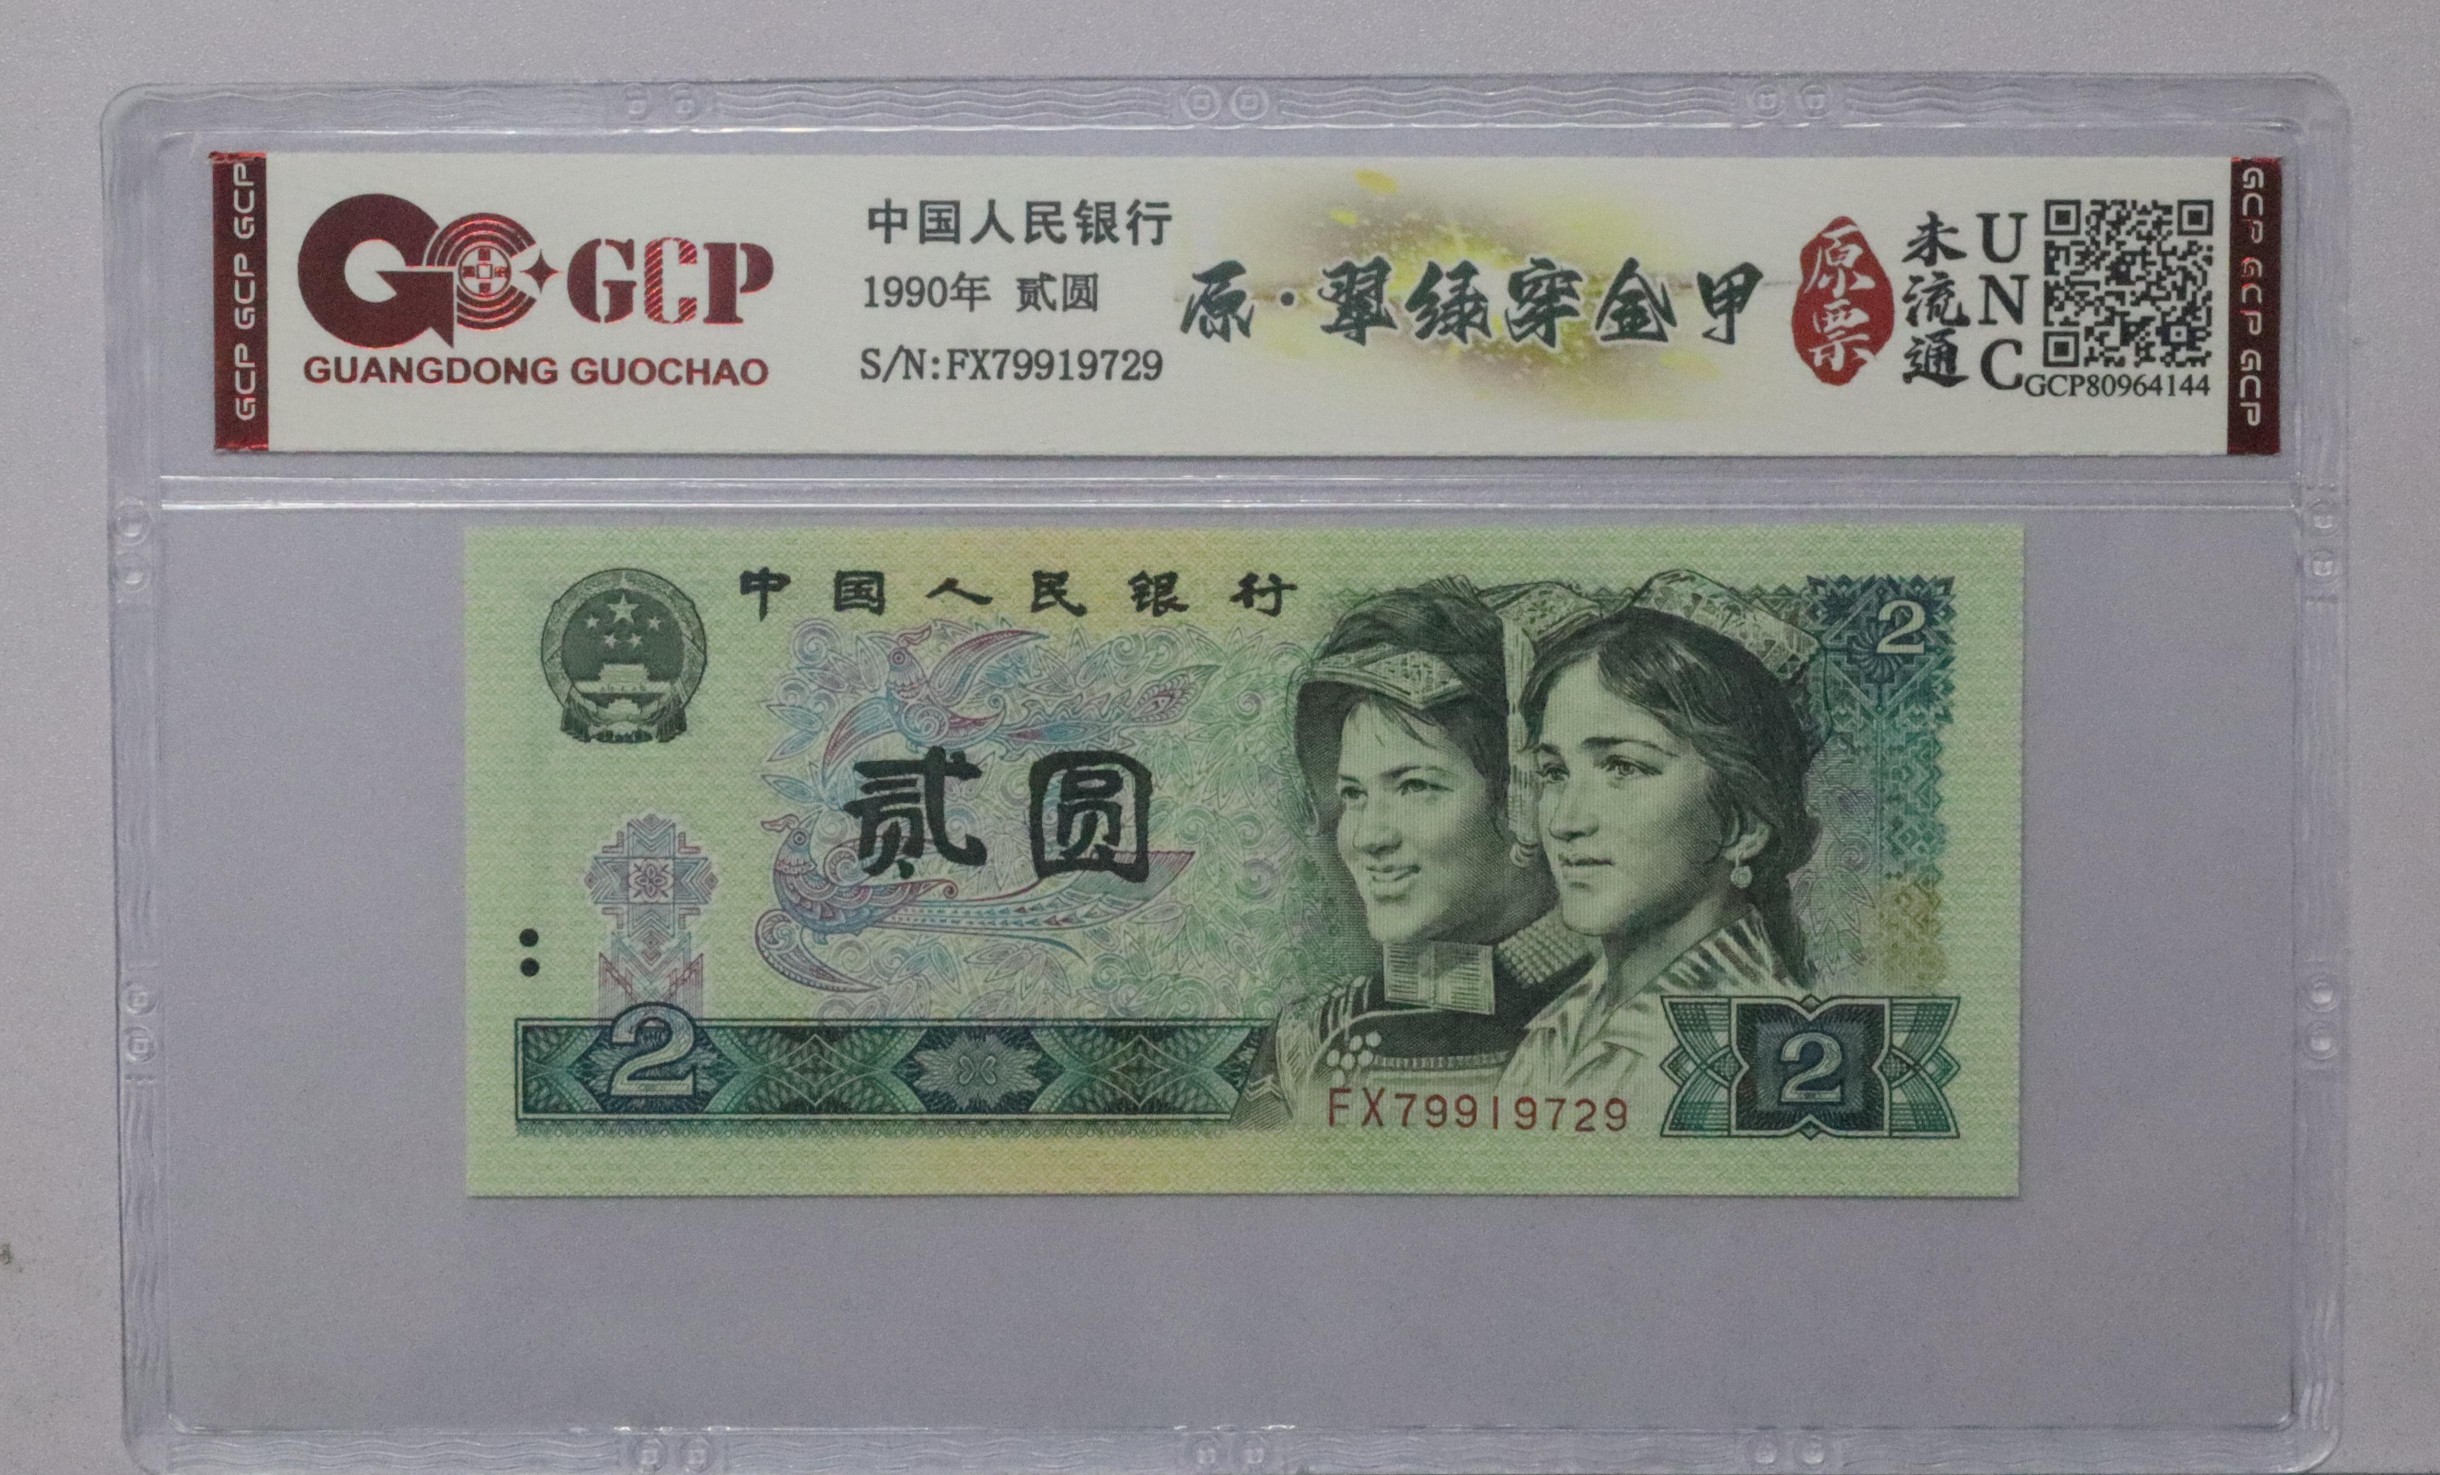 GCP GCP GCP
GCP
GUANGDONG GUOCHAO
中国人民银行
1990年 贰圆
S/N:FX79919729
原·翠绿穿金甲
原票
未流通
UNC
GCP80964144
GCP GCP GCP
中国人民银行
2
贰圆
2
FX79919729
2